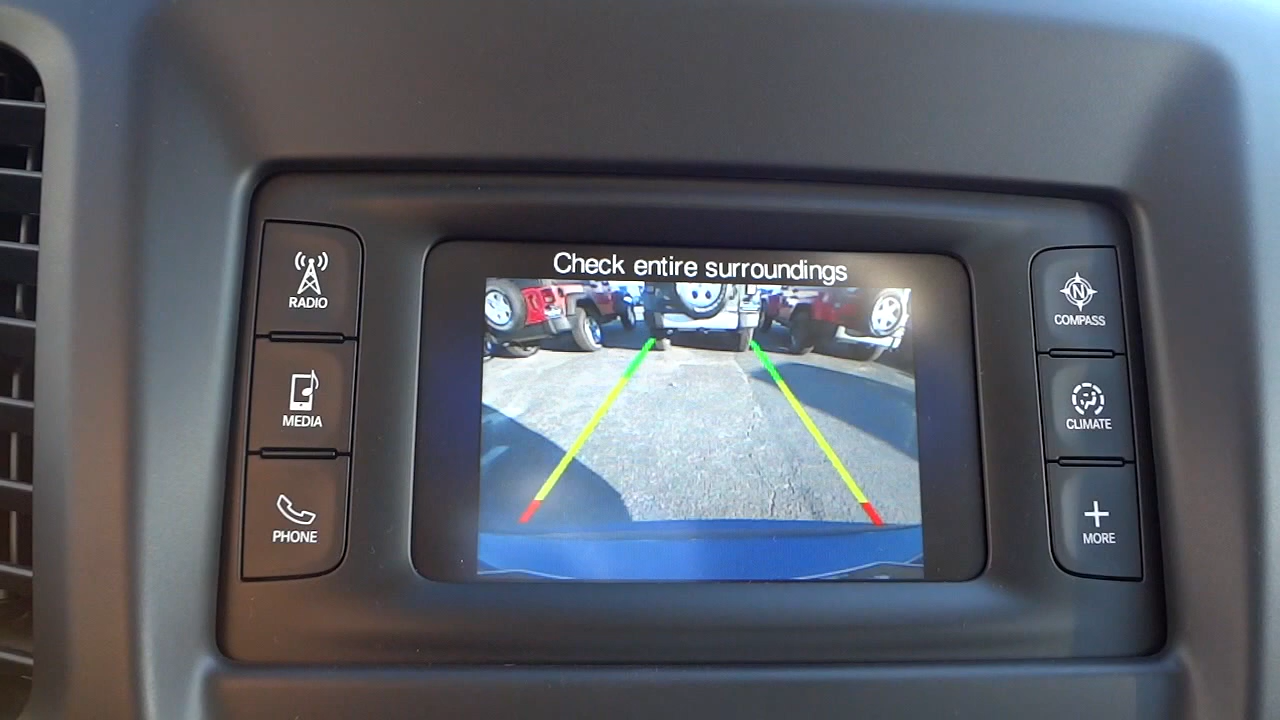 Check entire surroundings
RADIO
MEDIA
PHONE
N
COMPASS
CLIMATE
MORE